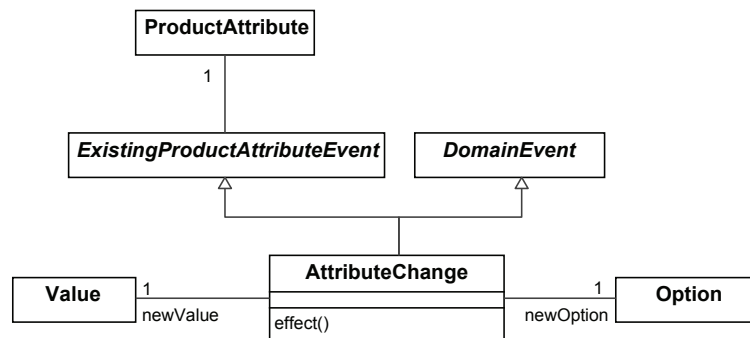 ProductAttribute
1
ExistingProductAttributeEvent
DomainEvent
AttributeChange
Value
1
newValue
effect()
1
newOption
Option